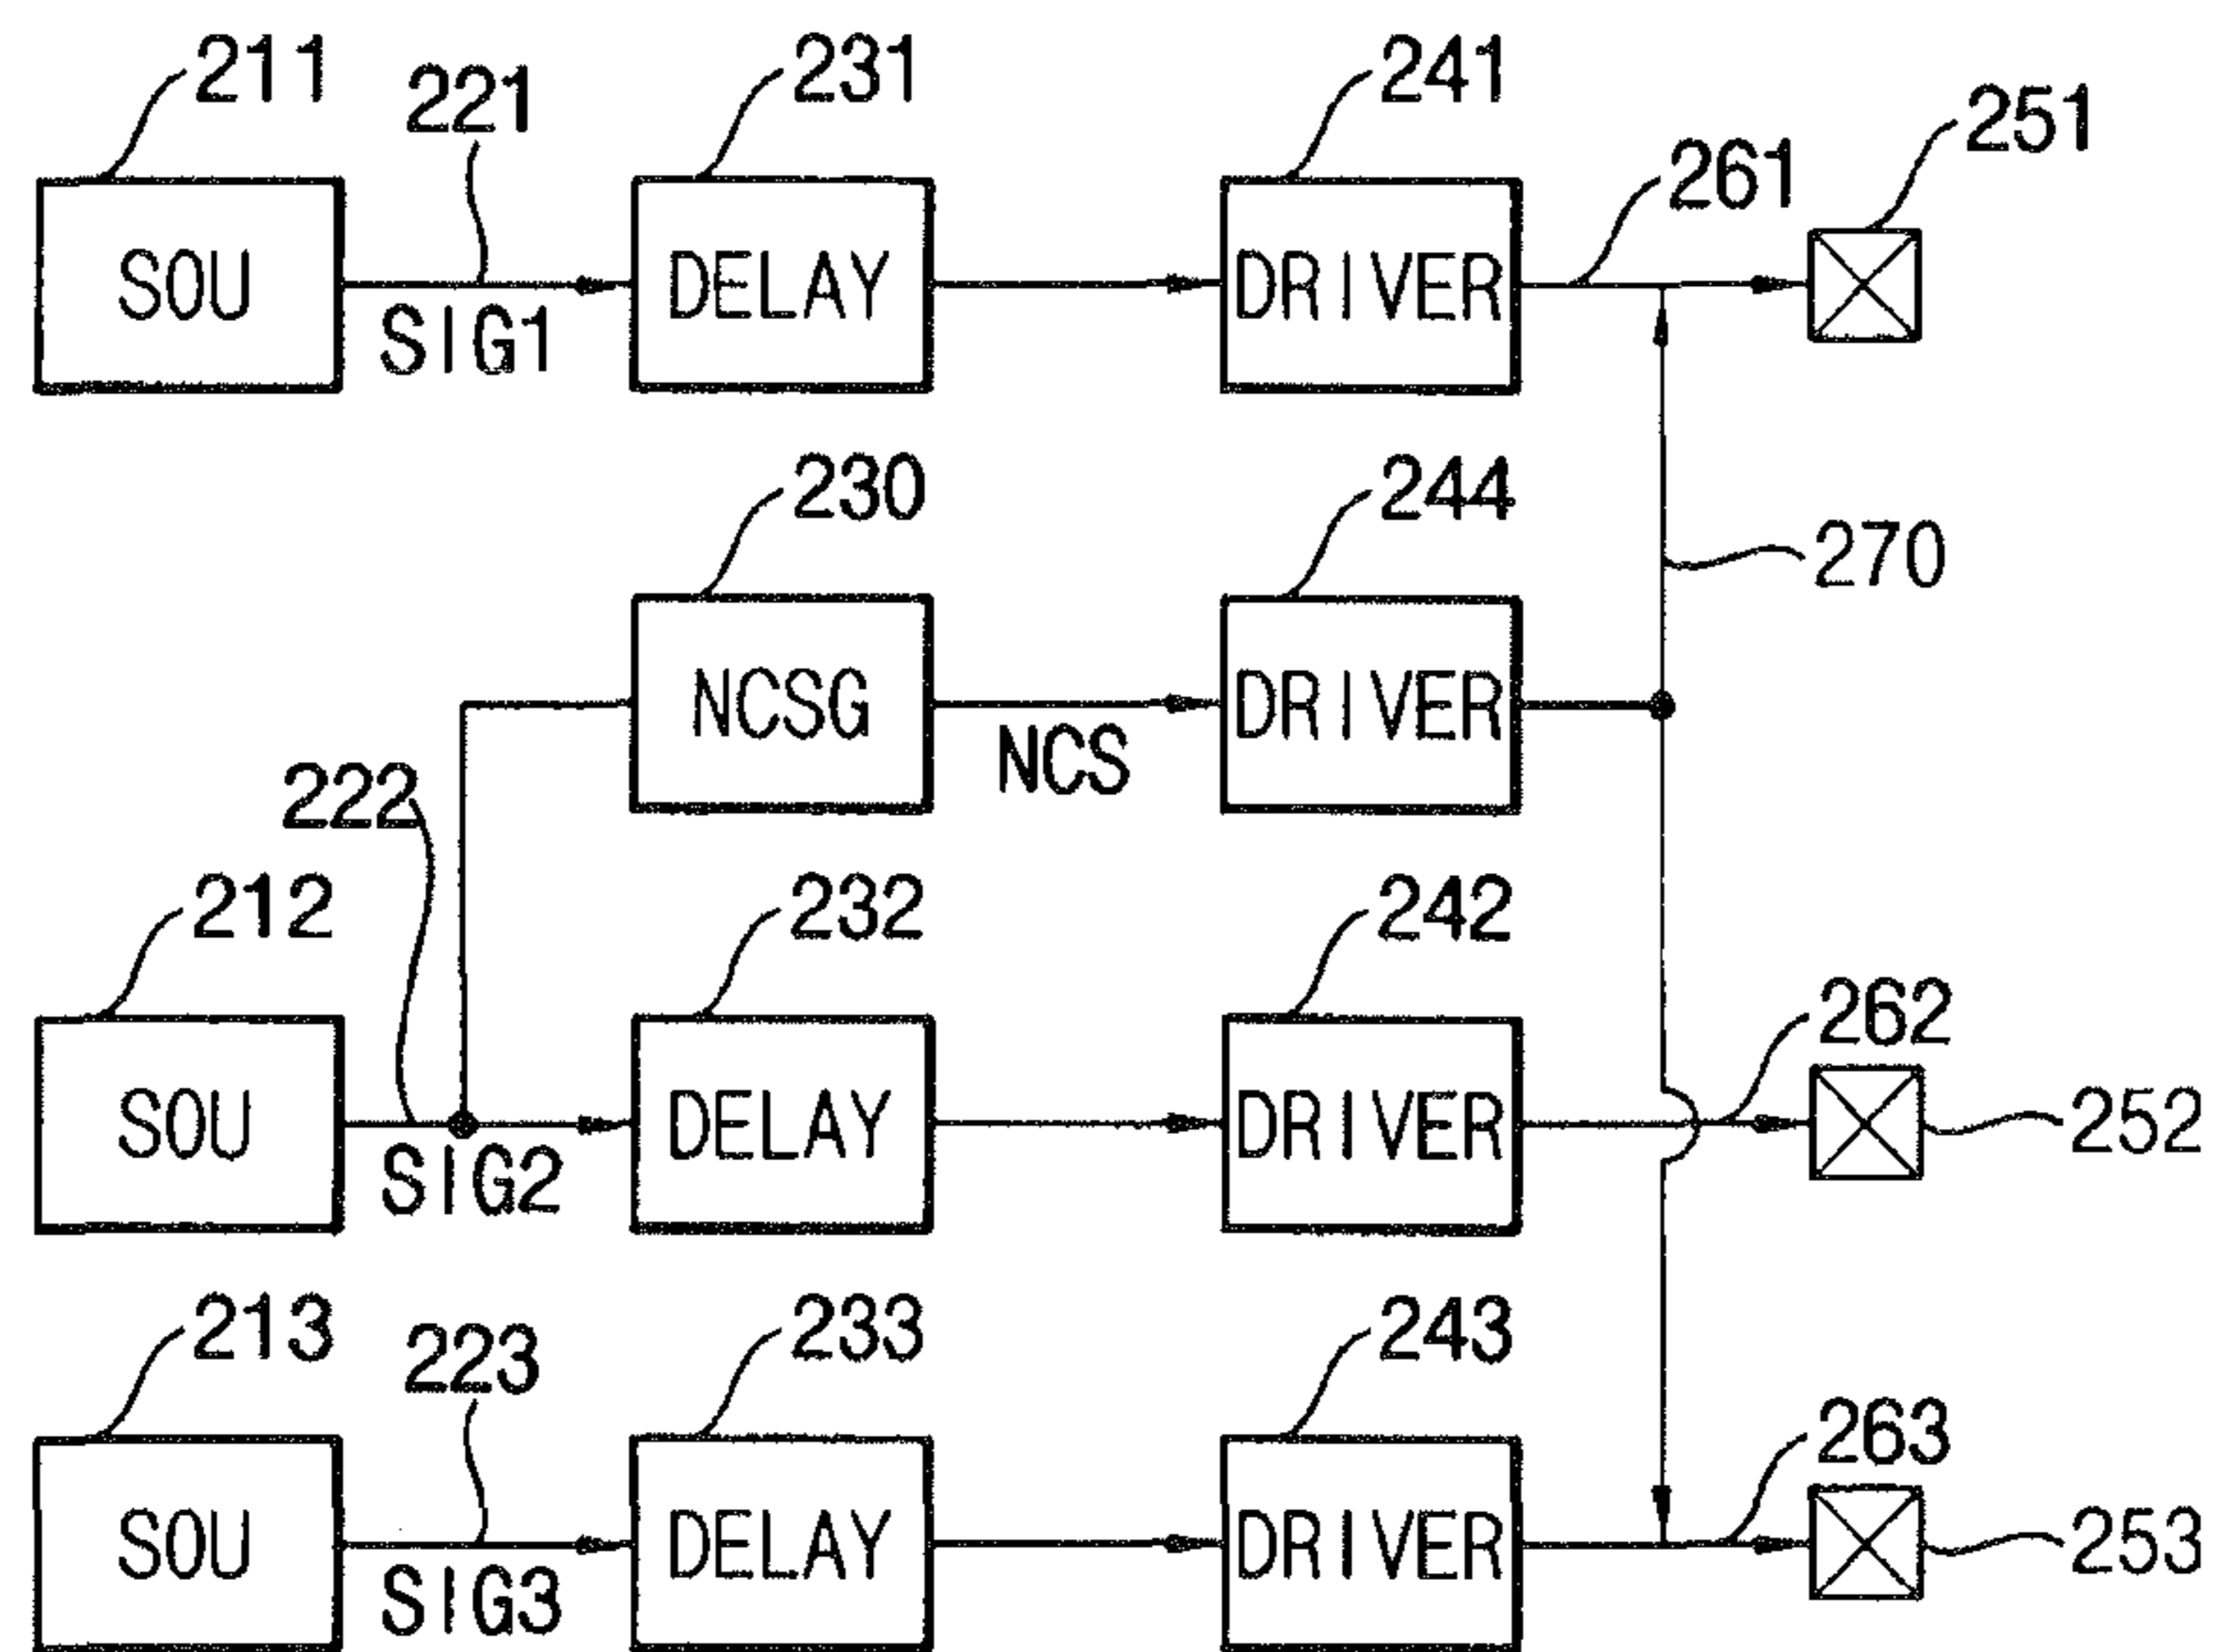 211
221
231
241
251
261
SOU
DELAY
DRIVER
SIG1
230
244
270
NCSG
DRIVER
NCS
222
212
232
242
262
SOU
DELAY
DRIVER
252
SIG2
213
223
233
243
263
SOU
DELAY
DRIVER
253
SIG3